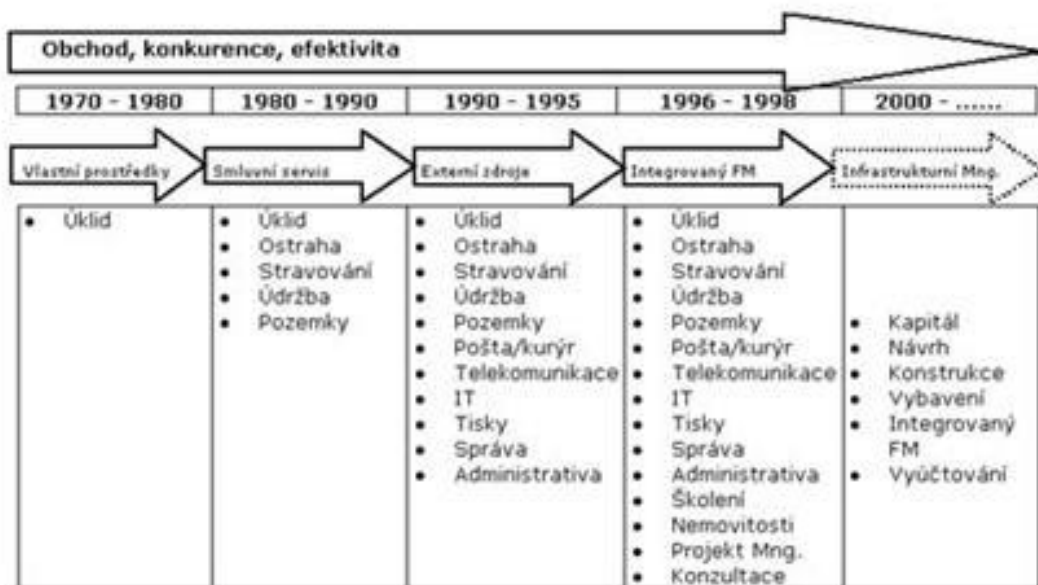 Obchod, konkurence, efektivita
1970 - 1980
1980 - 1990
1990 - 1995
1996 - 1998
2000 - ......
Vlastní prostředky
Smluvní servis
Externí zdroje
Integrovaný FM
Infrastrukturní Mng.
• Úklid
• Úklid
• Ostraha
• Stravování
• Údržba
• Pozemky
• Úklid
• Ostraha
• Stravování
• Údržba
• Pozemky
• Pošta/kurýr
• Telekomunikace
• IT
• Tisky
• Správa
• Administrativa
• Úklid
• Ostraha
• Stravování
• Údržba
• Pozemky
• Pošta/kurýr
• Telekomunikace
• IT
• Tisky
• Správa
• Administrativa
• Školení
• Nemovitosti
• Projekt Mng.
• Konzultace
• Kapitál
• Návrh
• Konstrukce
• Vybavení
• Integrovaný
FM
• Vyúčtování